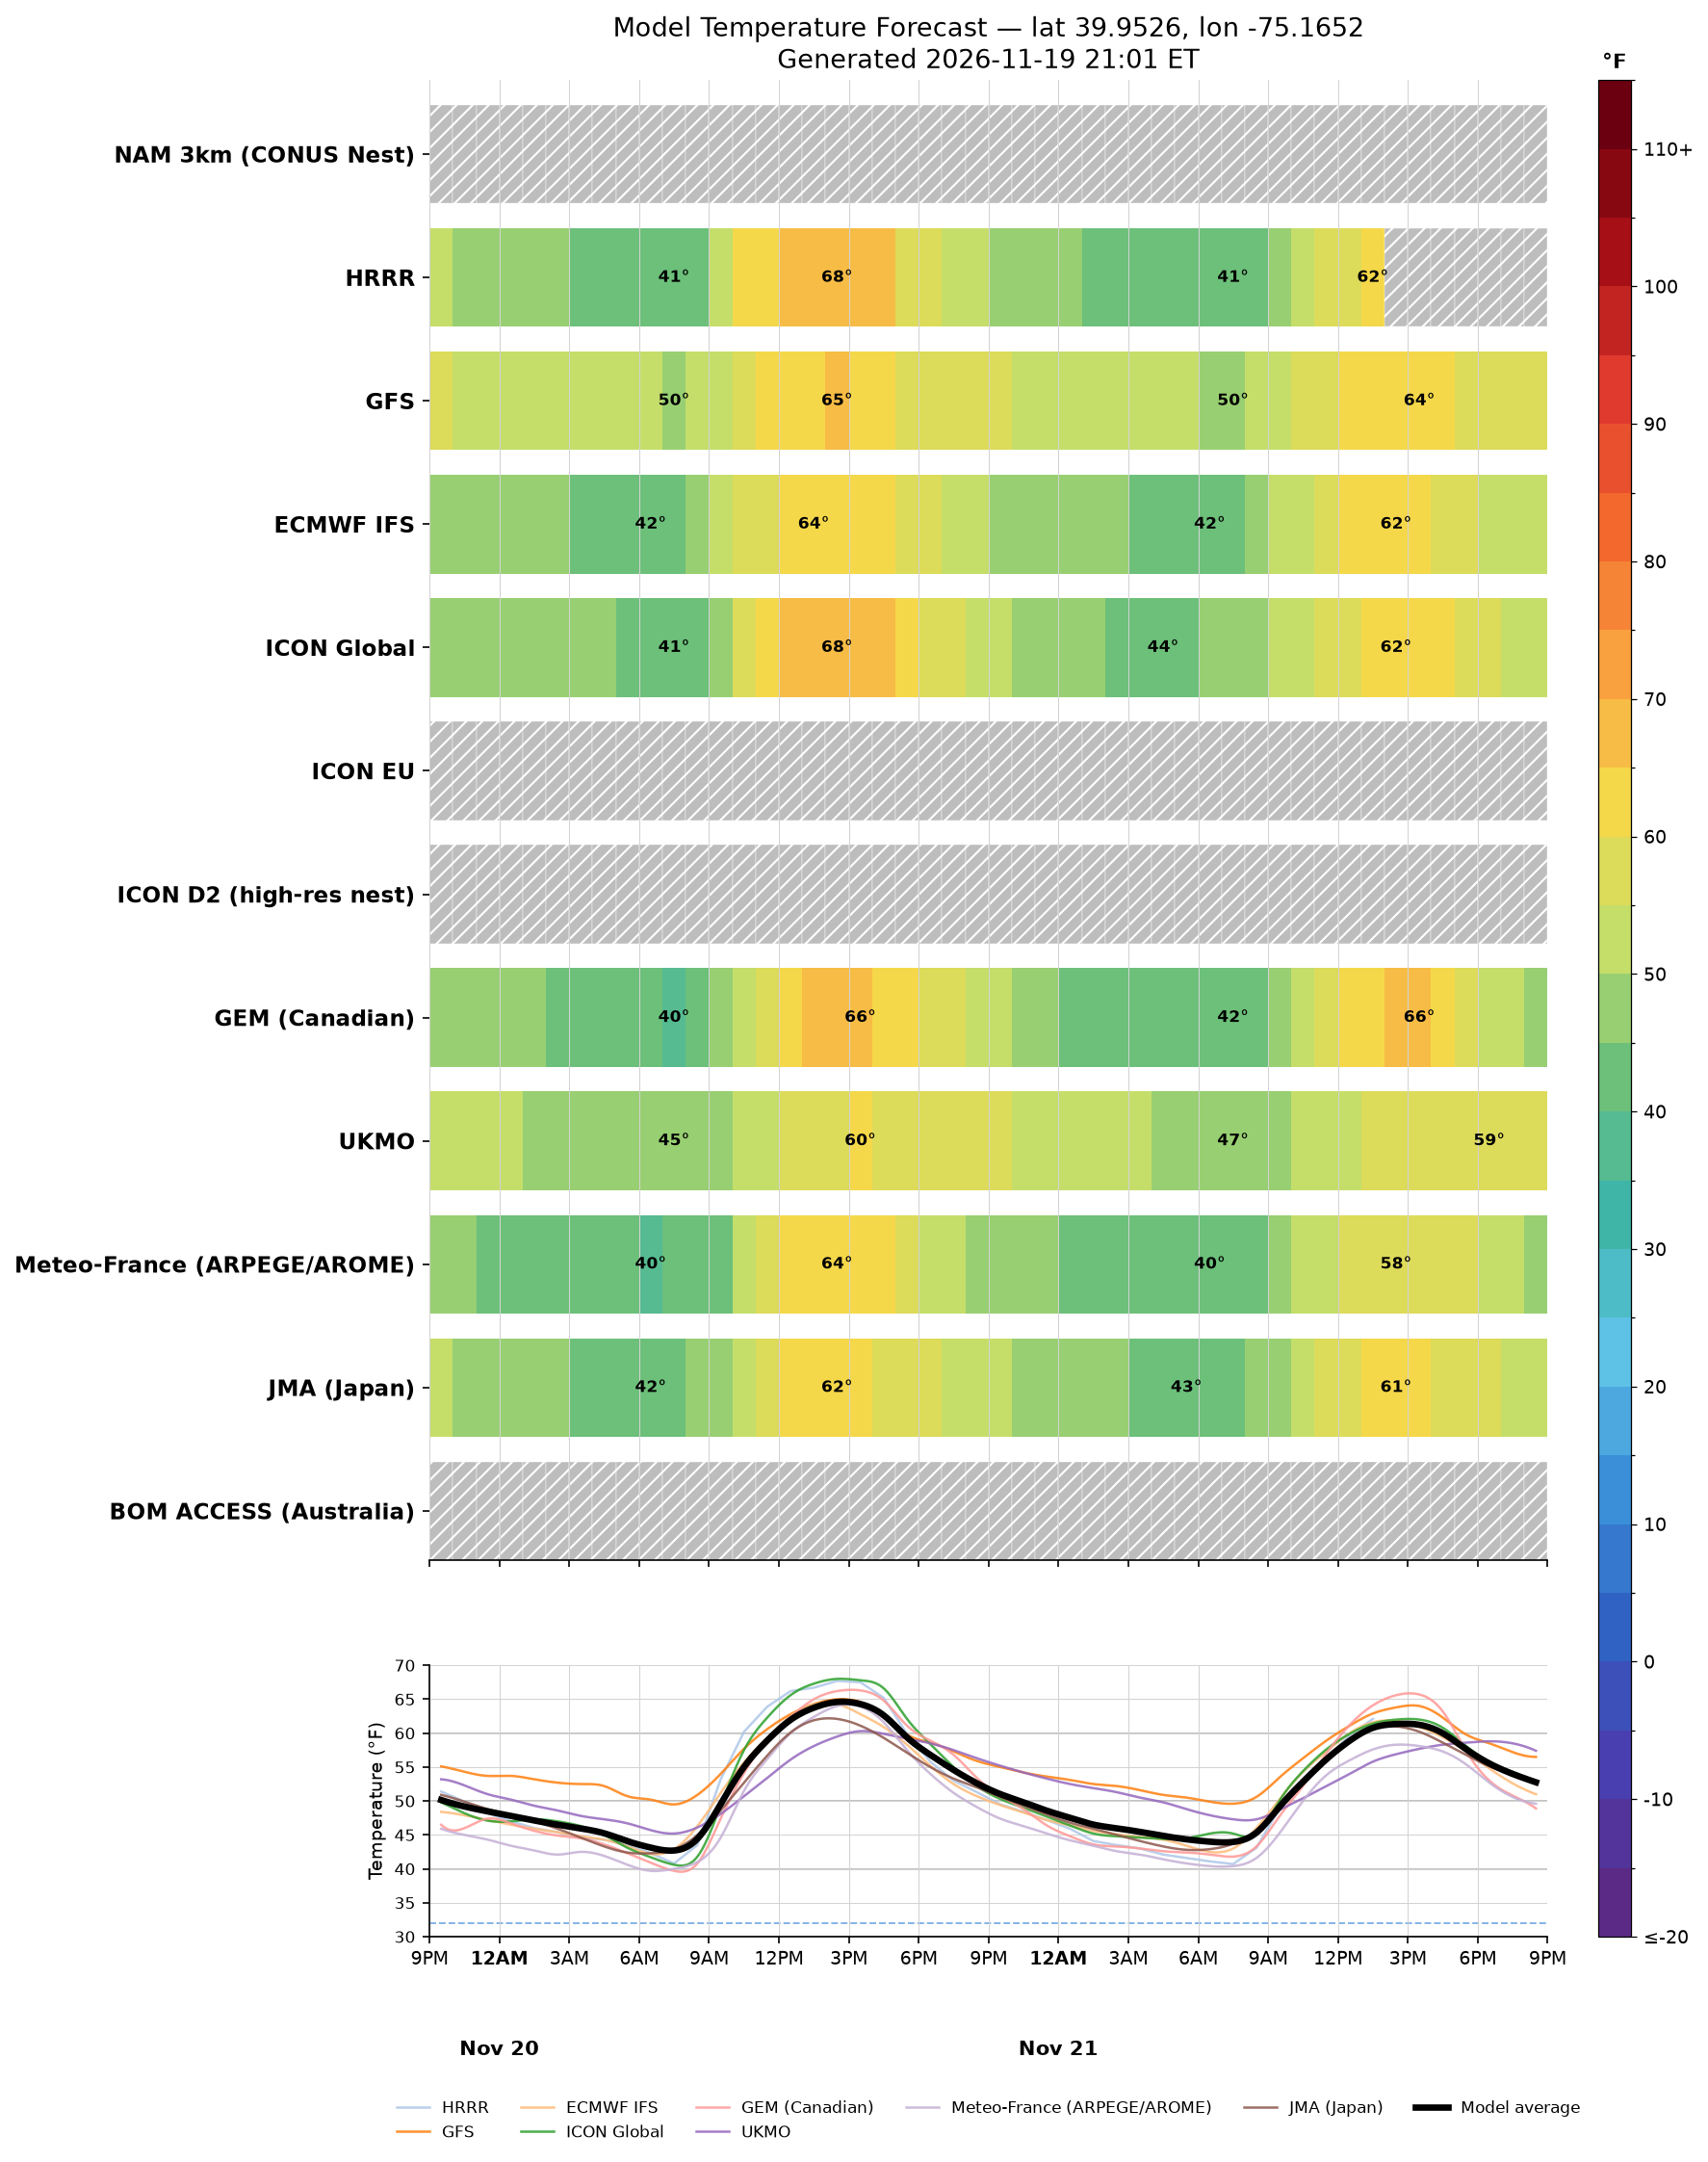 Model Temperature Forecast — lat 39.9526, lon -75.1652
Generated 2026-11-19 21:01 ET
°F
NAM 3km (CONUS Nest)
HRRR
41° 68° 41° 62°
GFS
50° 65° 50° 64°
ECMWF IFS
42° 64° 42° 62°
ICON Global
41° 68° 44° 62°
ICON EU
ICON D2 (high-res nest)
GEM (Canadian)
40° 66° 42° 66°
UKMO
45° 60° 47° 59°
Meteo-France (ARPEGE/AROME)
40° 64° 40° 58°
JMA (Japan)
42° 62° 43° 61°
BOM ACCESS (Australia)
110+
100
90
80
70
60
50
40
30
20
10
0
-10
≤-20
Temperature (°F)
70
65
60
55
50
45
40
35
30
9PM 12AM 3AM 6AM 9AM 12PM 3PM 6PM 9PM 12AM 3AM 6AM 9AM 12PM 3PM 6PM 9PM
Nov 20 Nov 21
HRRR ECMWF IFS GEM (Canadian) Meteo-France (ARPEGE/AROME) JMA (Japan) Model average
GFS ICON Global UKMO